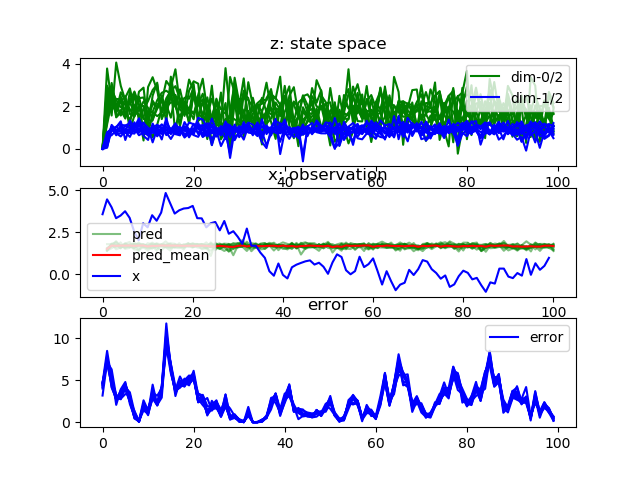 z: state space
4
2
0
dim-0/2
dim-1/2
0 20 40 60 80 100
x: observation
5.0
2.5
0.0
pred
pred_mean
x
0 20 40 60 80 100
error
10
5
0
error
0 20 40 60 80 100